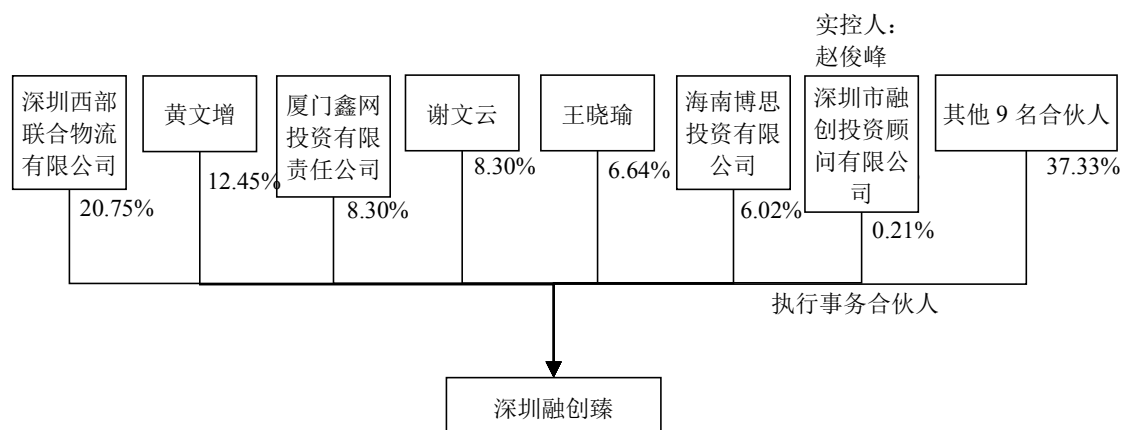 实控人：
赵俊峰
深圳西部
联合物流
有限公司
黄文增
厦门鑫网
投资有限
责任公司
谢文云
王晓瑜
海南博思
投资有限
公司
深圳市融
创投资顾
问有限公
司
其他 9 名合伙人
20.75%
12.45%
8.30%
8.30%
6.64%
6.02%
0.21%
37.33%
执行事务合伙人
深圳融创臻